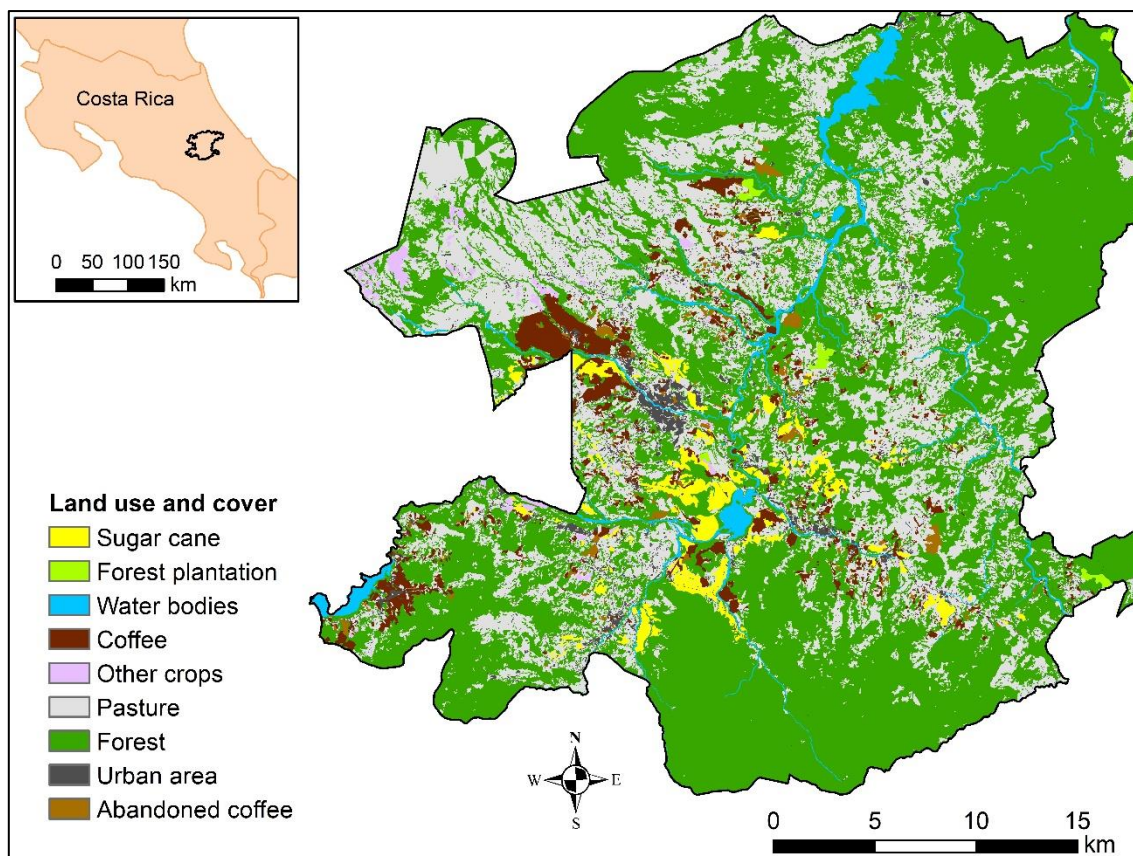 Costa Rica
0 50 100 150
km
Land use and cover
Sugar cane
Forest plantation
Water bodies
Coffee
Other crops
Pasture
Forest
Urban area
Abandoned coffee
N
W E
S
0 5 10 15
km